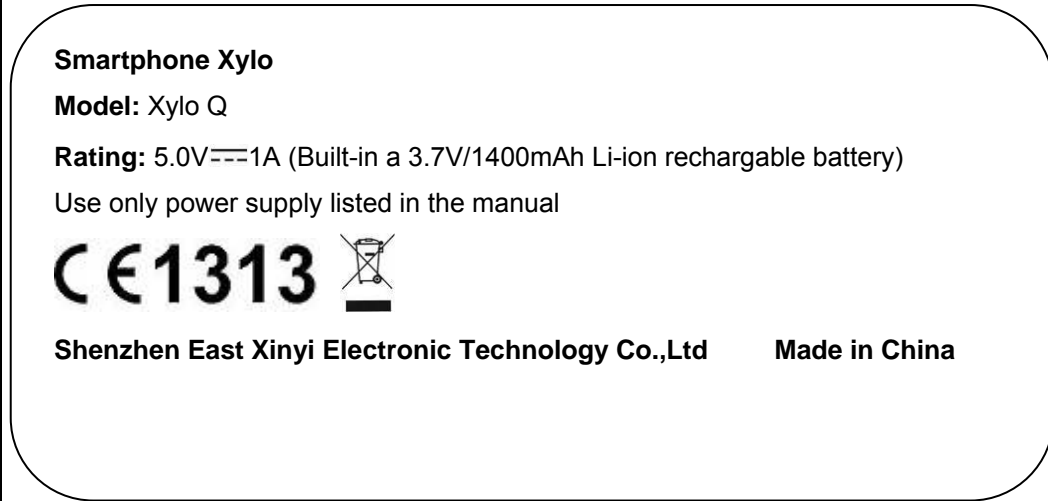 Smartphone Xylo
Model: Xylo Q
Rating: 5.0V⎓1A (Built-in a 3.7V/1400mAh Li-ion rechargable battery)
Use only power supply listed in the manual
CE1313
Shenzhen East Xinyi Electronic Technology Co.,Ltd Made in China